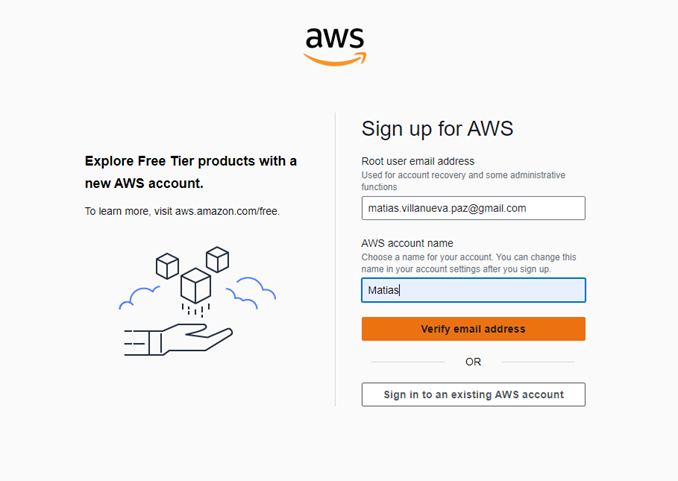 aws
Explore Free Tier products with a
new AWS account.
To learn more, visit aws.amazon.com/free.
Sign up for AWS
Root user email address
Used for account recovery and some administrative
functions
matias.villanueva.paz@gmail.com
AWS account name
Choose a name for your account. You can change this
name in your account settings after you sign up.
Matias
Verify email address
OR
Sign in to an existing AWS account